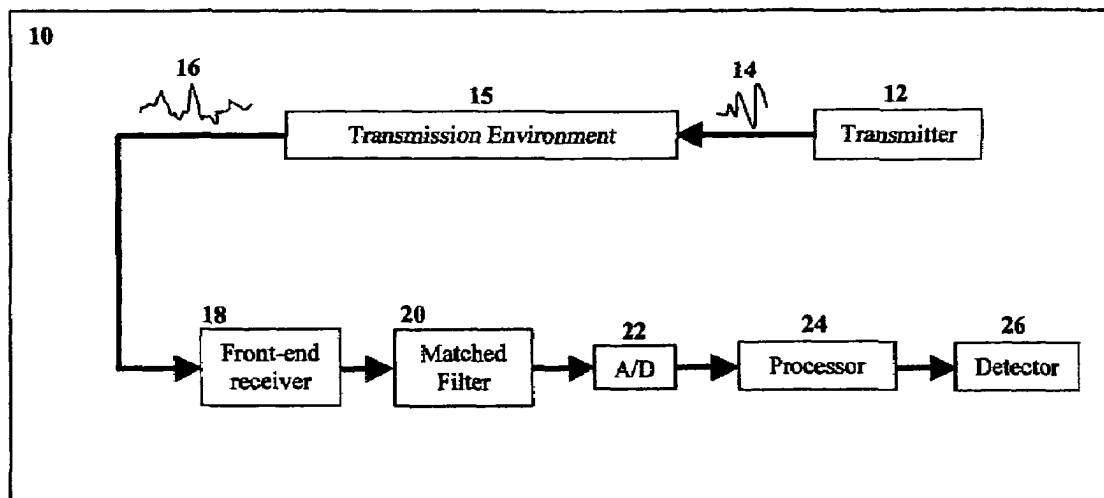 10
16
15
14
12
Transmission Environment
Transmitter
18
20
22
24
26
Front-end
receiver
Matched
Filter
A/D
Processor
Detector